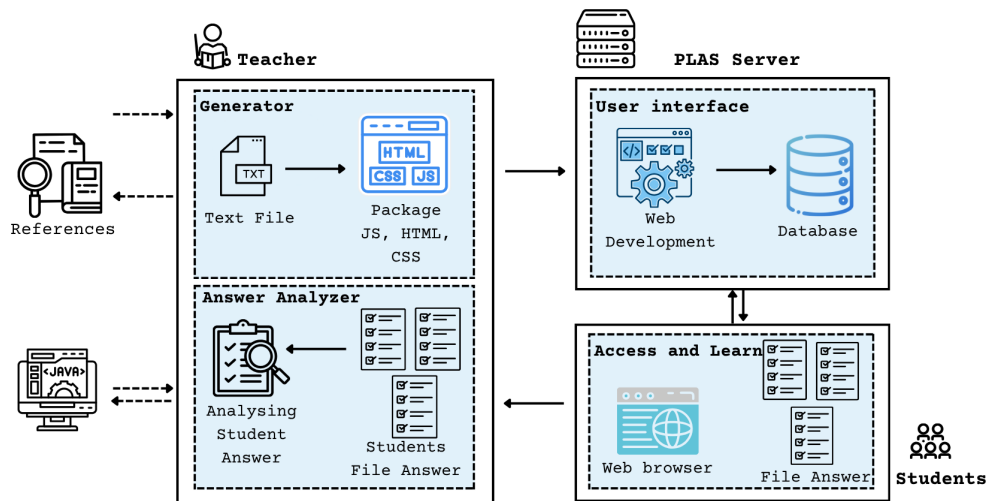 Teacher
PLAS Server
Generator
TXT
Text File
HTML
CSS
JS
Package
JS, HTML,
CSS
User interface
</>
Web
Development
Database
References
Answer Analyzer
Analysing
Student
Answer
Students
File Answer
<JAVA>
Access and Learn
Web browser
File Answer
Students